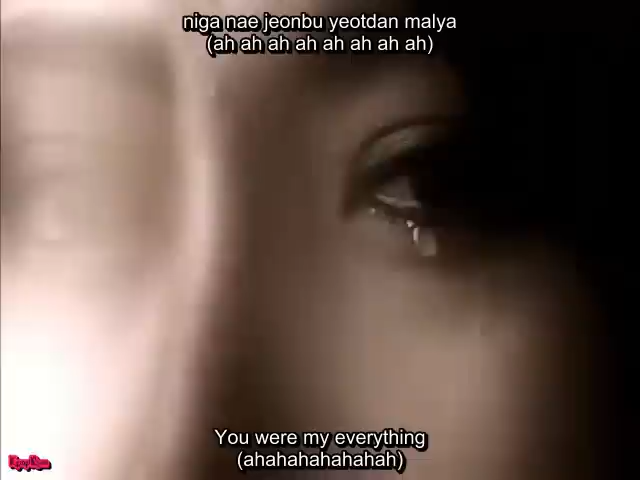 niga nae jeonbu yeotdan malya
(ah ah ah ah ah ah ah ah)
You were my everything
(ahahahahahahah)